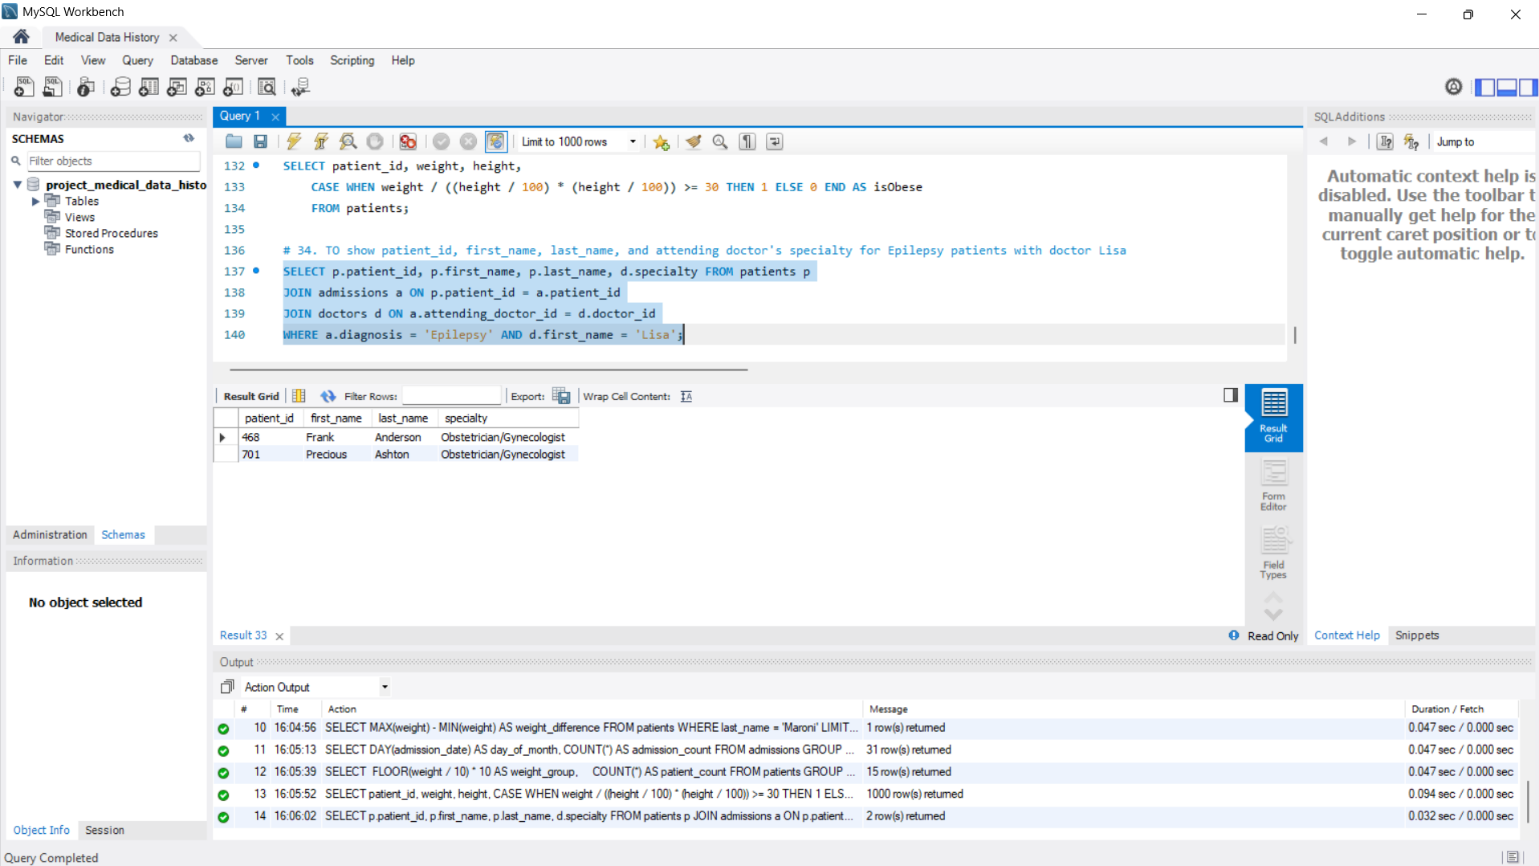 MySQL Workbench
Medical Data History
File Edit View Query Database Server Tools Scripting Help
Navigator
SCHEMAS
Filter objects
project_medical_data_histo
Tables
Views
Stored Procedures
Functions
Administration Schemas
Information
No object selected
Object Info Session
Query Completed
Query 1
Limit to 1000 rows
132 SELECT patient_id, weight, height,
133 CASE WHEN weight / ((height / 100) * (height / 100)) >= 30 THEN 1 ELSE 0 END AS isObese
134 FROM patients;
135
136 # 34. TO show patient_id, first_name, last_name, and attending doctor's specialty for Epilepsy patients with doctor Lisa
137 SELECT p.patient_id, p.first_name, p.last_name, d.specialty FROM patients p
138 JOIN admissions a ON p.patient_id = a.patient_id
139 JOIN doctors d ON a.attending_doctor_id = d.doctor_id
140 WHERE a.diagnosis = 'Epilepsy' AND d.first_name = 'Lisa';
Result Grid Filter Rows: Export: Wrap Cell Content:
patient_id first_name last_name specialty
468 Frank Anderson Obstetrician/Gynecologist
701 Precious Ashton Obstetrician/Gynecologist
Result
Grid
Form
Editor
Field
Types
Result 33
Read Only
SQLAdditions
Jump to
Automatic context help is
disabled. Use the toolbar t
manually get help for the
current caret position or to
toggle automatic help.
Context Help Snippets
Output
Action Output
# Time Action Message Duration / Fetch
10 16:04:56 SELECT MAX(weight) - MIN(weight) AS weight_difference FROM patients WHERE last_name = 'Maroni' LIMIT... 1 row(s) returned 0.047 sec / 0.000 sec
11 16:05:13 SELECT DAY(admission_date) AS day_of_month, COUNT(*) AS admission_count FROM admissions GROUP ... 31 row(s) returned 0.047 sec / 0.000 sec
12 16:05:39 SELECT FLOOR(weight / 10) * 10 AS weight_group, COUNT(*) AS patient_count FROM patients GROUP ... 15 row(s) returned 0.047 sec / 0.000 sec
13 16:05:52 SELECT patient_id, weight, height, CASE WHEN weight / ((height / 100) * (height / 100)) >= 30 THEN 1 ELS... 1000 row(s) returned 0.094 sec / 0.000 sec
14 16:06:02 SELECT p.patient_id, p.first_name, p.last_name, d.specialty FROM patients p JOIN admissions a ON p.patient... 2 row(s) returned 0.032 sec / 0.000 sec